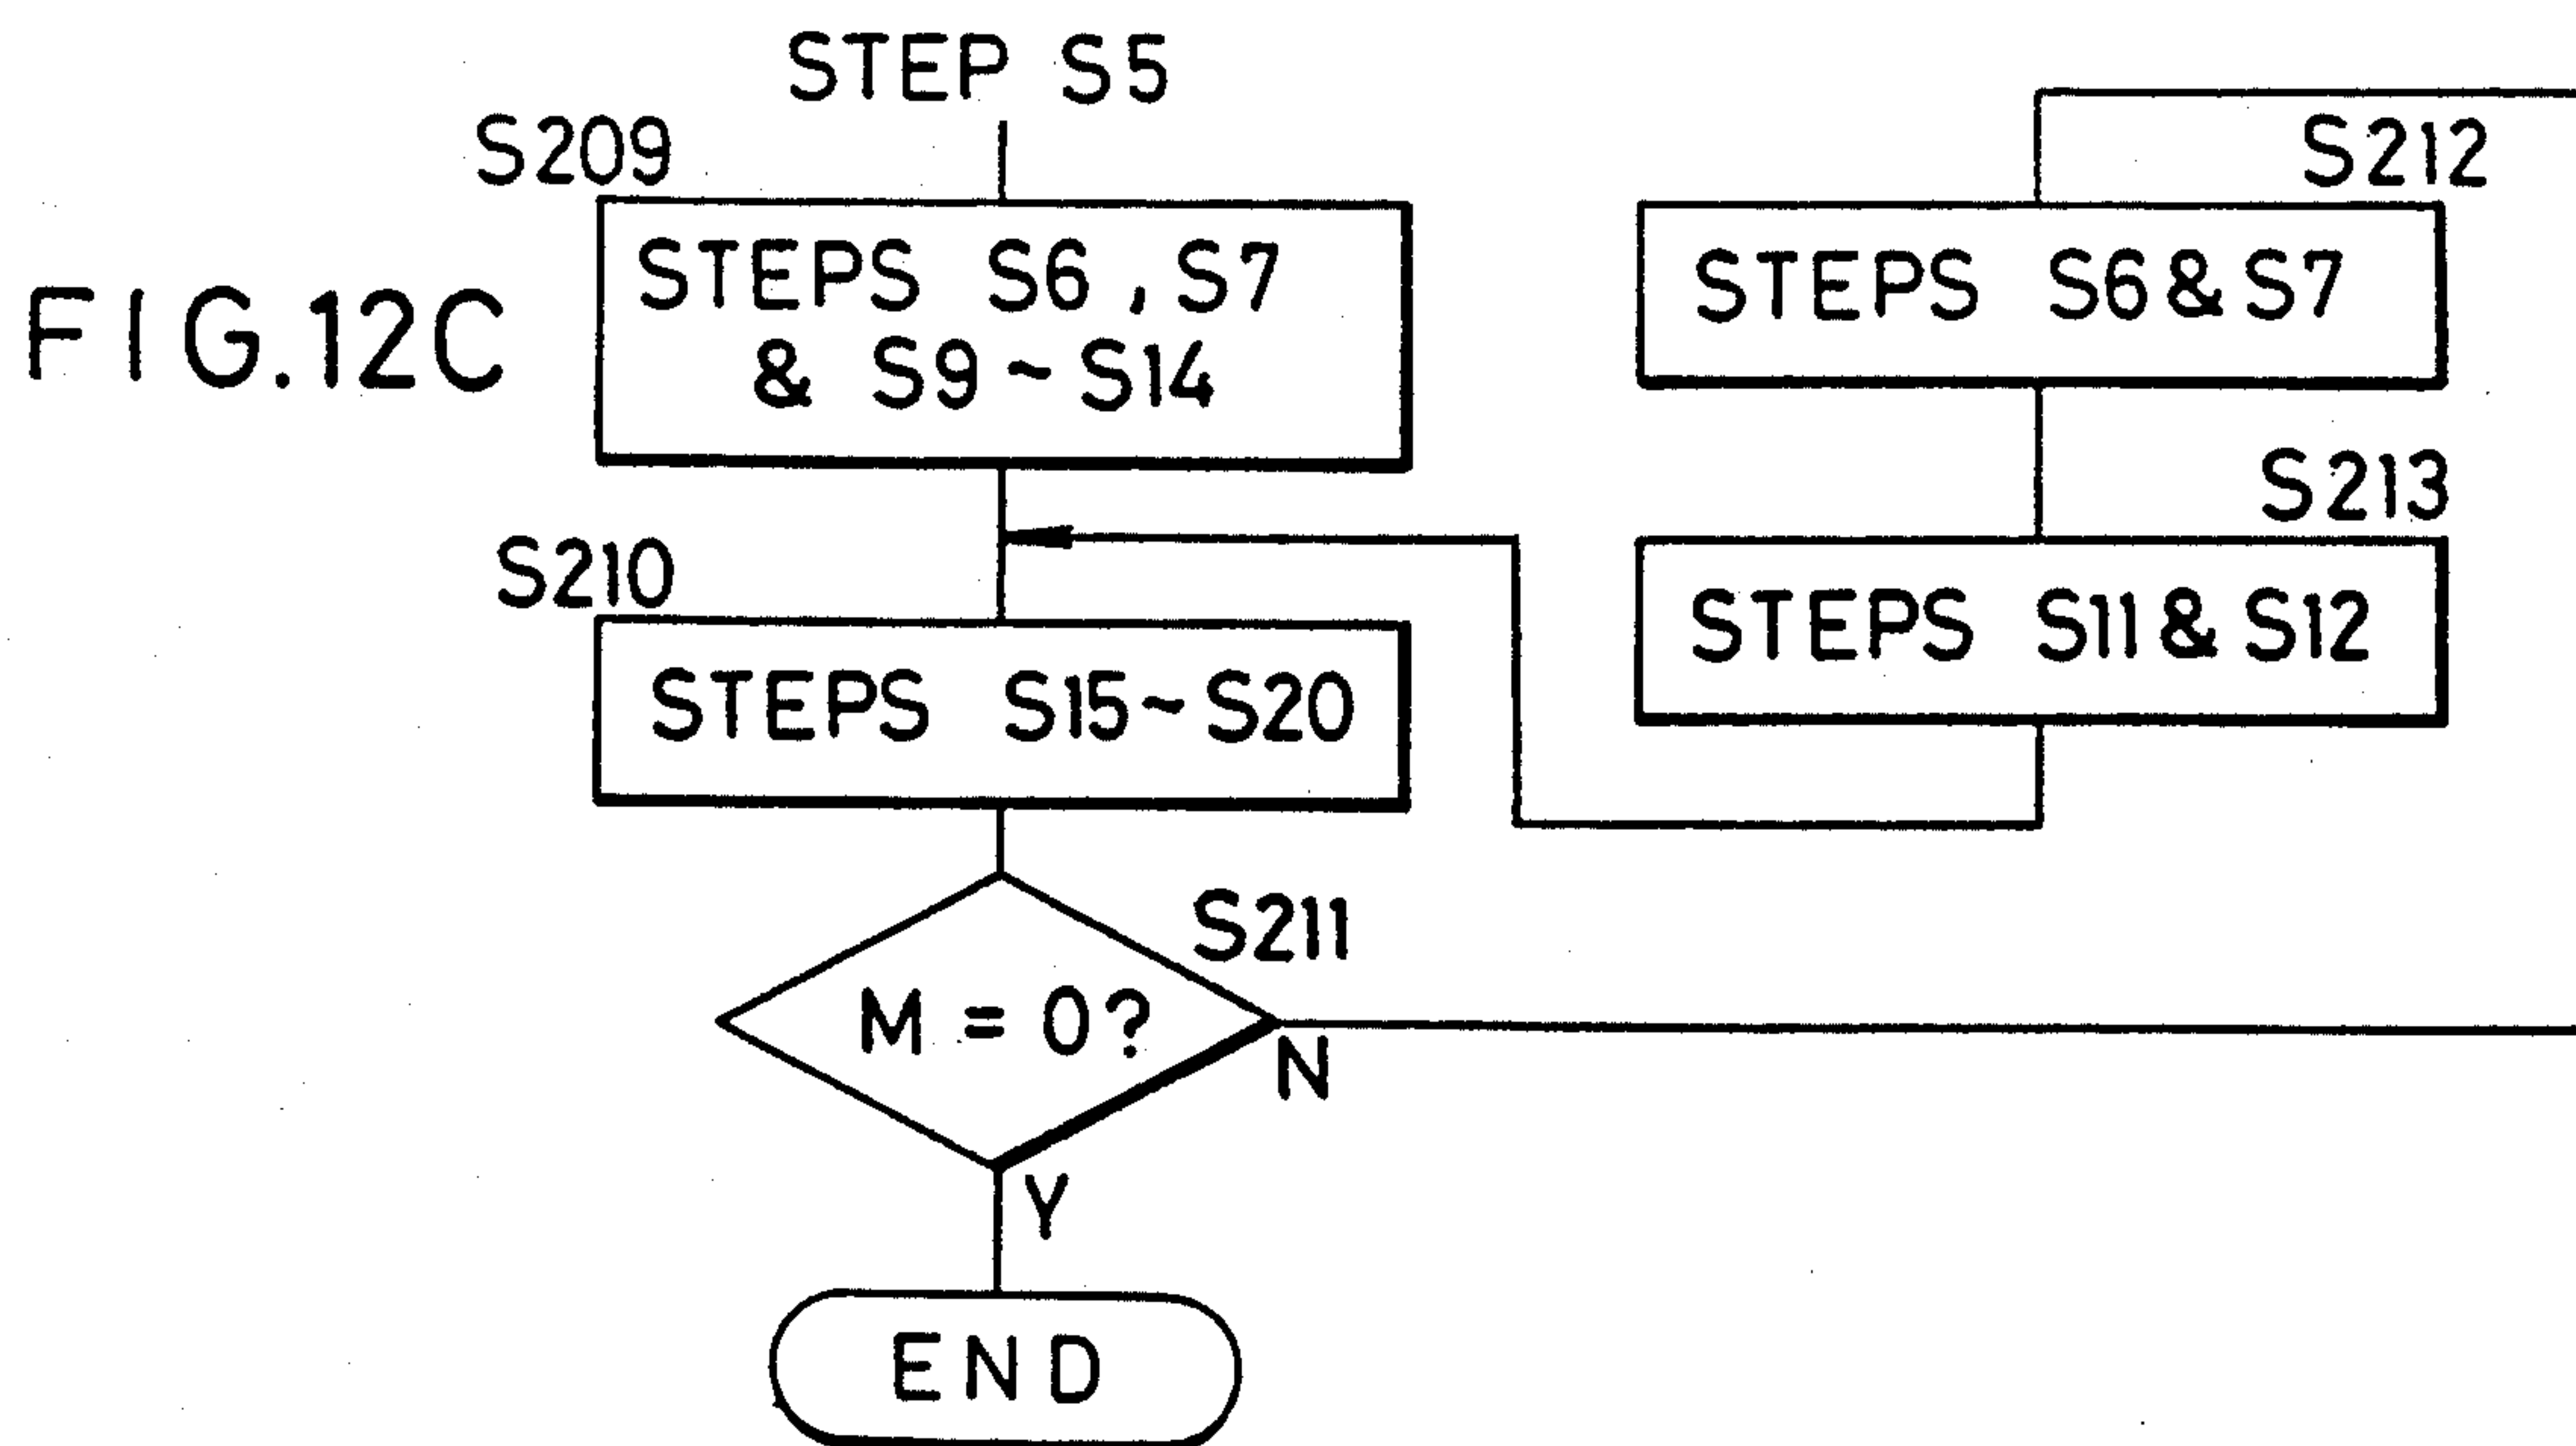 STEP S5
S209
STEPS S6, S7
& S9~S14
FIG.12C
S210
STEPS S15~S20
S211
M = 0?
N
Y
END
S212
STEPS S6 & S7
S213
STEPS S11 & S12